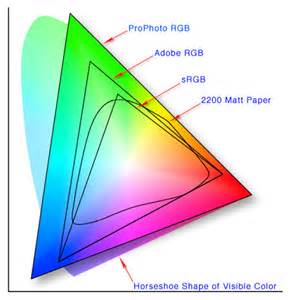 ProPhoto RGB
Adobe RGB
sRGB
2200 Matt Paper
Horseshoe Shape of Visible Color